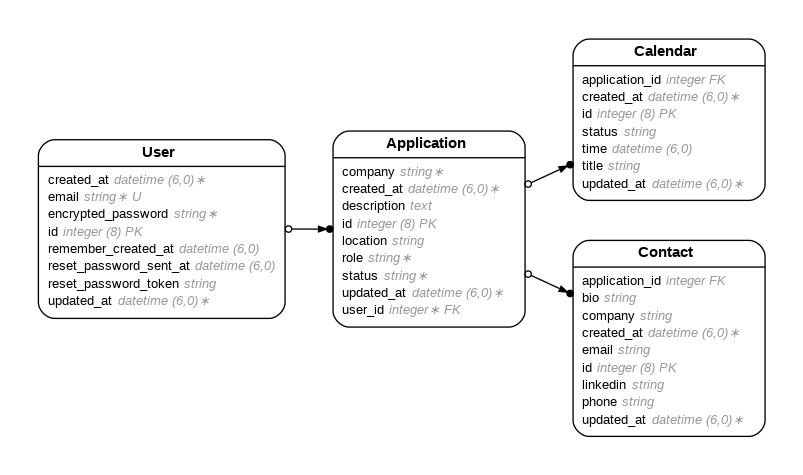 User
created_at datetime (6,0)∗
email string∗ U
encrypted_password string∗
id integer (8) PK
remember_created_at datetime (6,0)
reset_password_sent_at datetime (6,0)
reset_password_token string
updated_at datetime (6,0)∗
Application
company string∗
created_at datetime (6,0)∗
description text
id integer (8) PK
location string
role string∗
status string∗
updated_at datetime (6,0)∗
user_id integer∗ FK
Calendar
application_id integer FK
created_at datetime (6,0)∗
id integer (8) PK
status string
time datetime (6,0)
title string
updated_at datetime (6,0)∗
Contact
application_id integer FK
bio string
company string
created_at datetime (6,0)∗
email string
id integer (8) PK
linkedin string
phone string
updated_at datetime (6,0)∗